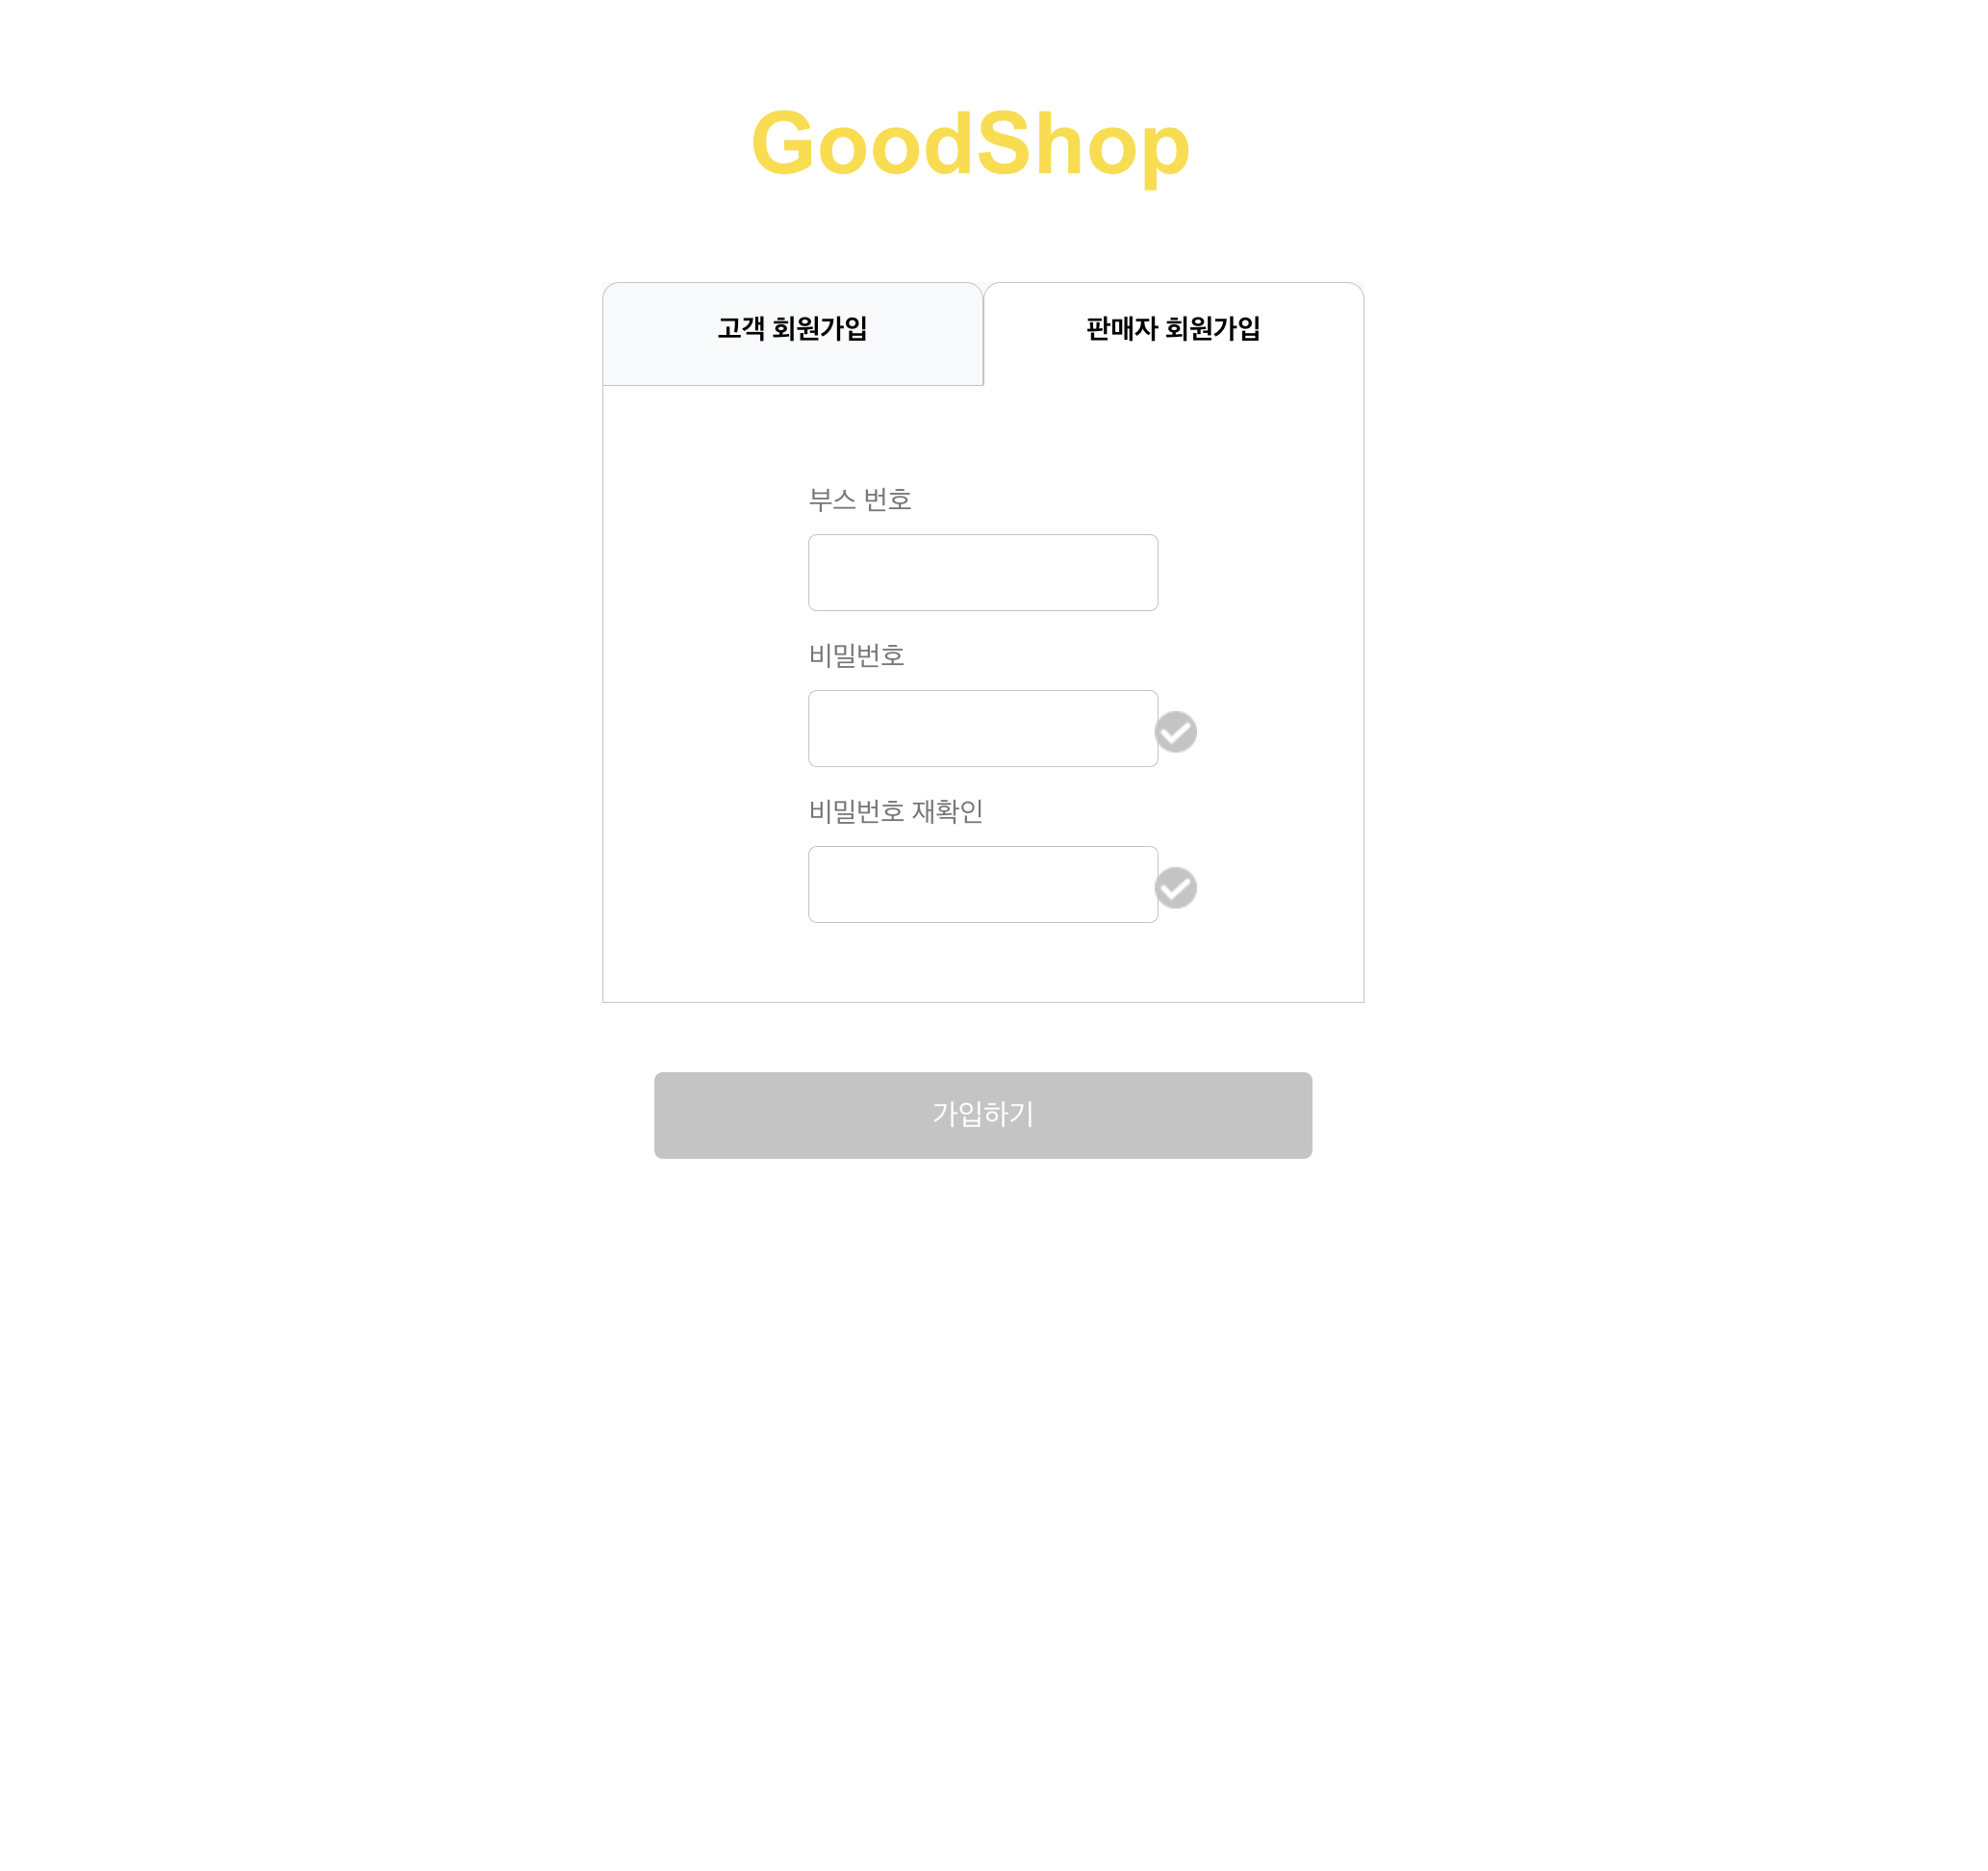 GoodShop
고객 회원가입
판매자 회원가입
부스 번호
비밀번호
비밀번호 재확인
가입하기